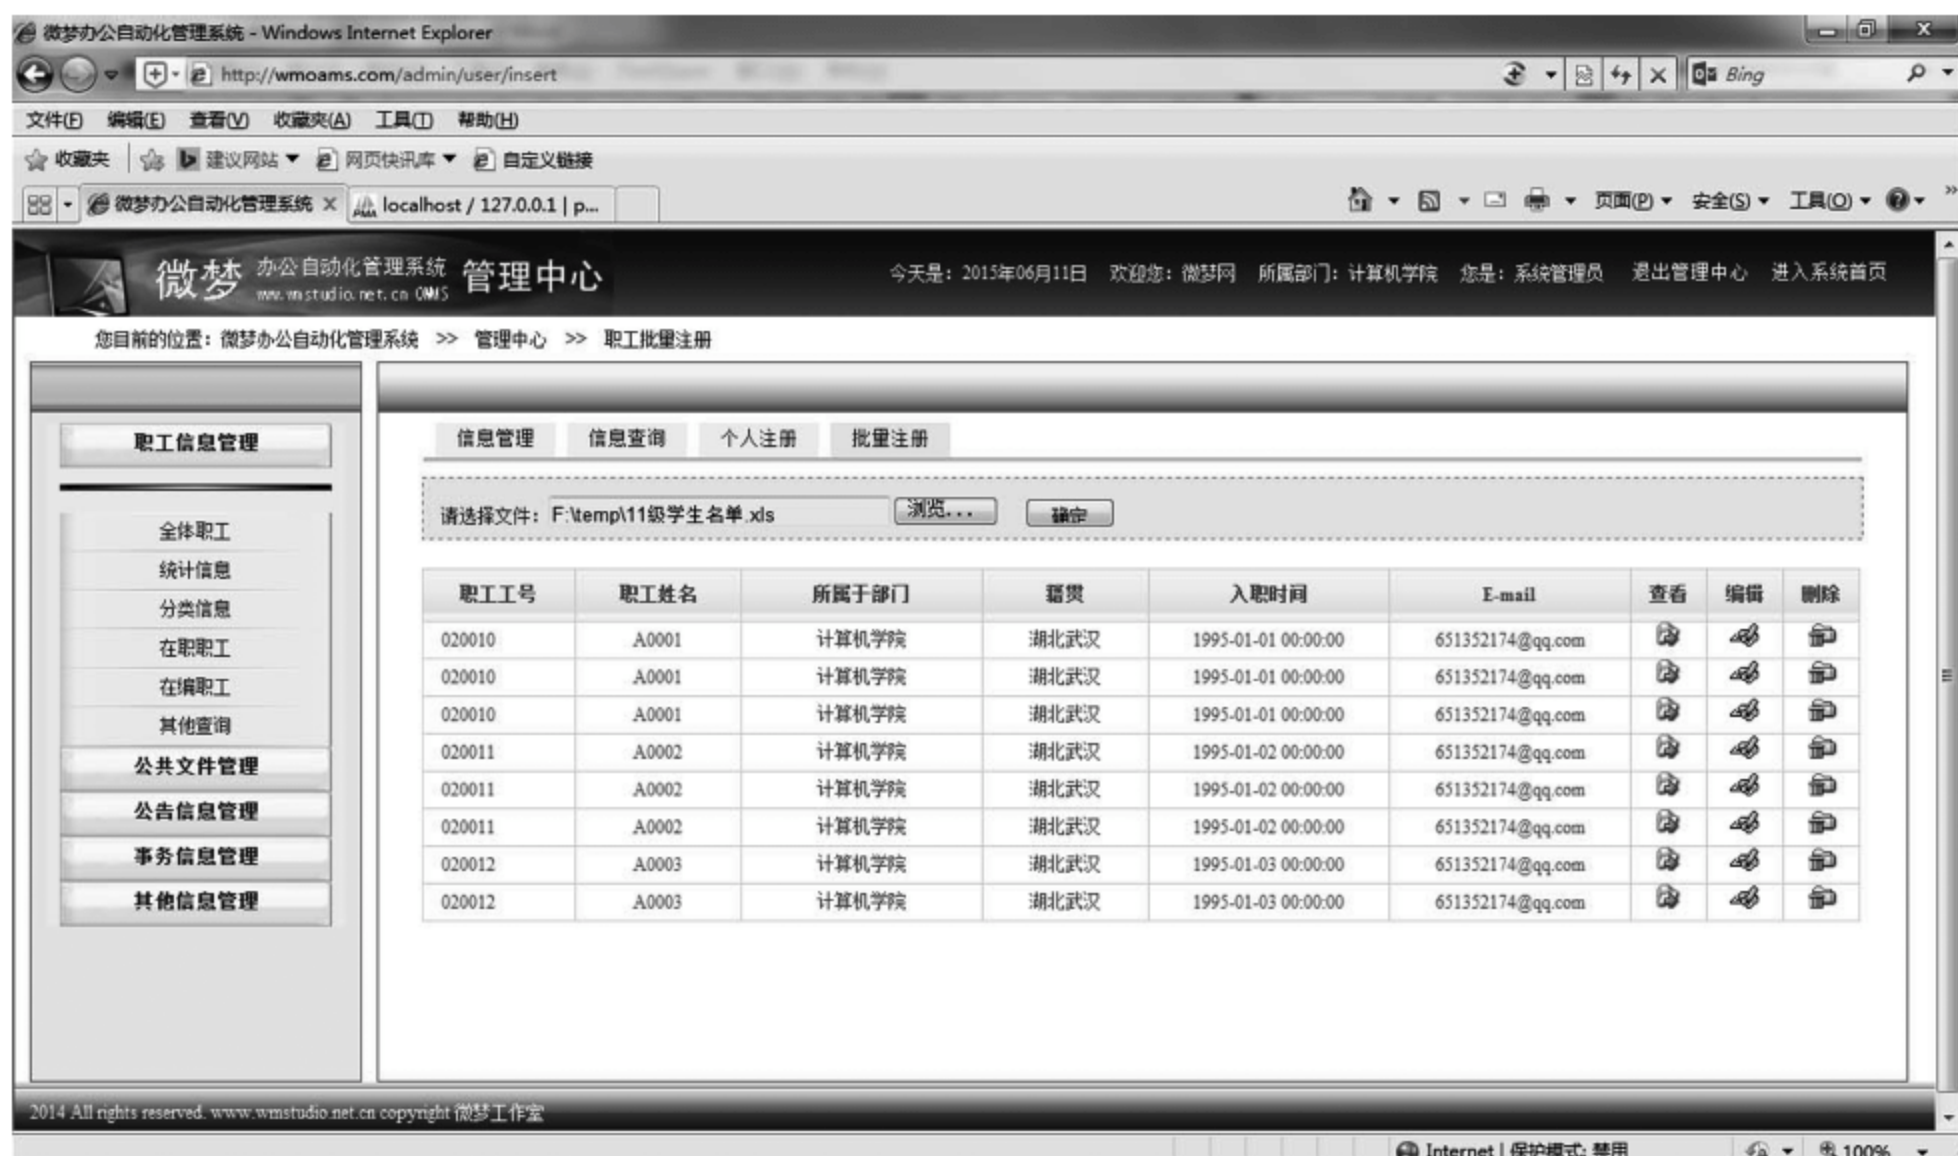 微梦办公自动化管理系统 - Windows Internet Explorer
http://wmoams.com/admin/user/insert Bing
文件(F) 编辑(E) 查看(V) 收藏夹(A) 工具(T) 帮助(H)
收藏夹 建议网站 网页快讯库 自定义链接
微梦办公自动化管理系统 localhost / 127.0.0.1 | p... 页面(P) 安全(S) 工具(O)
微梦 办公自动化管理系统 管理中心 今天是：2015年06月11日 欢迎您：微梦网 所属部门：计算机学院 您是：系统管理员 退出管理中心 进入系统首页
www.wmstudio.net.cn OMMS
您目前的位置：微梦办公自动化管理系统 >> 管理中心 >> 职工批量注册
职工信息管理
全体职工
统计信息
分类信息
在职职工
在编职工
其他查询
公共文件管理
公告信息管理
事务信息管理
其他信息管理
信息管理 信息查询 个人注册 批量注册
请选择文件：F:\temp\11级学生名单.xls 浏览... 确定
职工工号 职工姓名 所属于部门 籍贯 入职时间 E-mail 查看 编辑 删除
020010 A0001 计算机学院 湖北武汉 1995-01-01 00:00:00 651352174@qq.com
020010 A0001 计算机学院 湖北武汉 1995-01-01 00:00:00 651352174@qq.com
020010 A0001 计算机学院 湖北武汉 1995-01-01 00:00:00 651352174@qq.com
020011 A0002 计算机学院 湖北武汉 1995-01-02 00:00:00 651352174@qq.com
020011 A0002 计算机学院 湖北武汉 1995-01-02 00:00:00 651352174@qq.com
020011 A0002 计算机学院 湖北武汉 1995-01-02 00:00:00 651352174@qq.com
020012 A0003 计算机学院 湖北武汉 1995-01-03 00:00:00 651352174@qq.com
020012 A0003 计算机学院 湖北武汉 1995-01-03 00:00:00 651352174@qq.com
2014 All rights reserved. www.wmstudio.net.cn copyright 微梦工作室
Internet | 保护模式: 禁用 100%